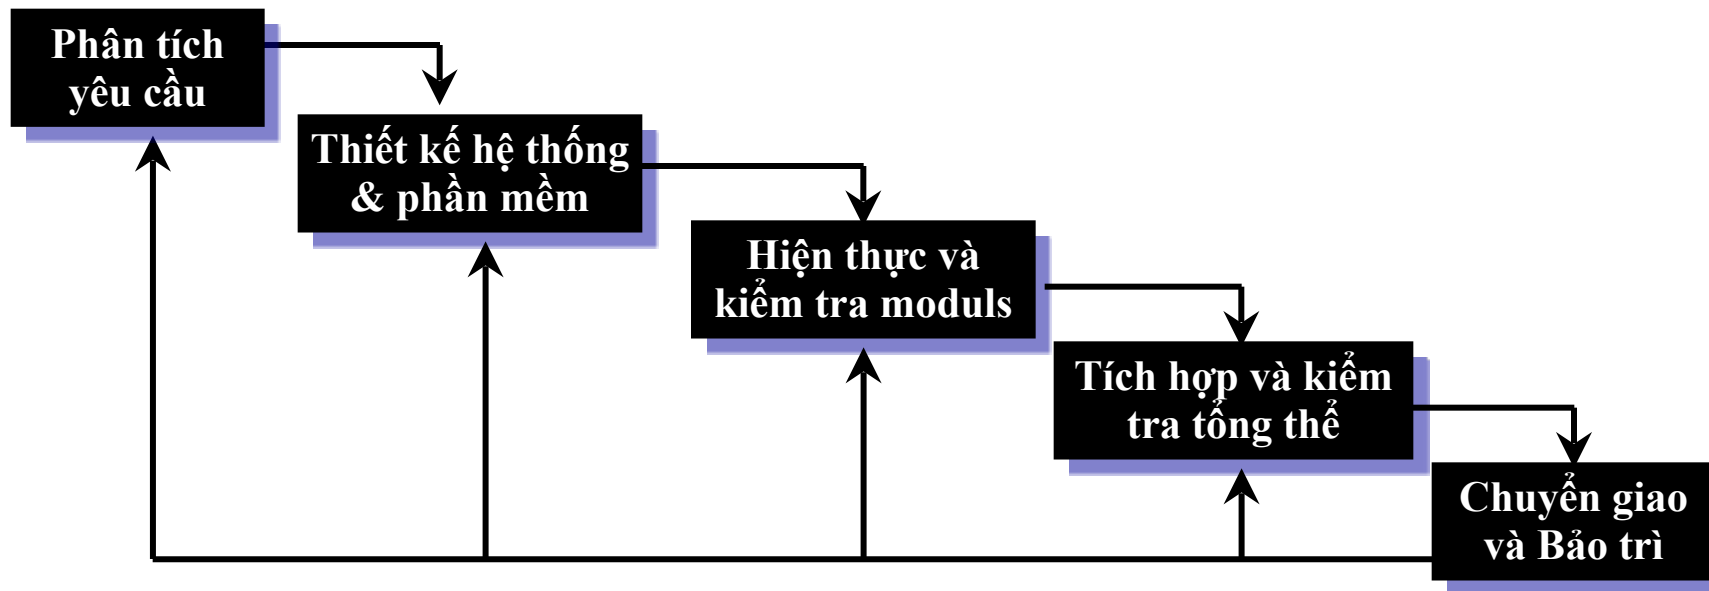 Phân tích
yêu cầu
Thiết kế hệ thống
& phần mềm
Hiện thực và
kiểm tra moduls
Tích hợp và kiểm
tra tổng thể
Chuyển giao
và Bảo trì